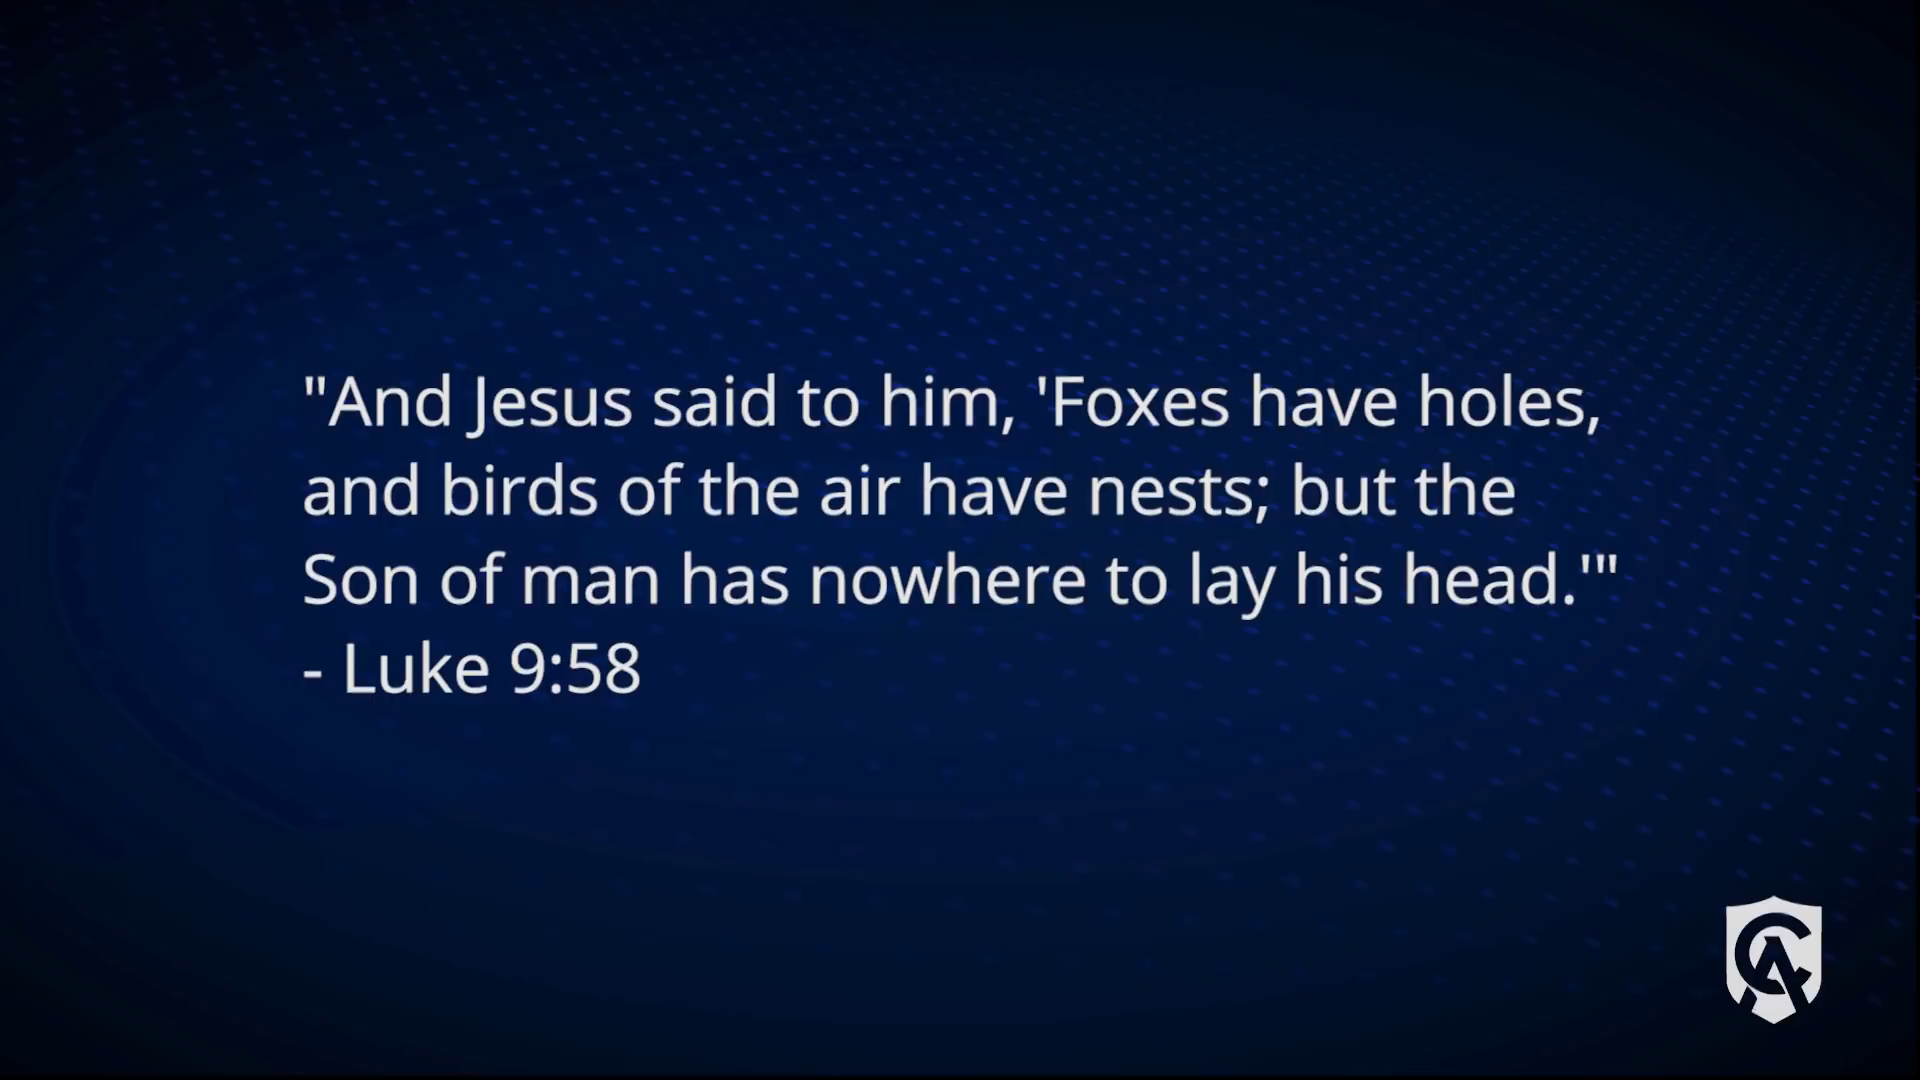 "And Jesus said to him, 'Foxes have holes,
and birds of the air have nests; but the
Son of man has nowhere to lay his head.'"
- Luke 9:58
CA